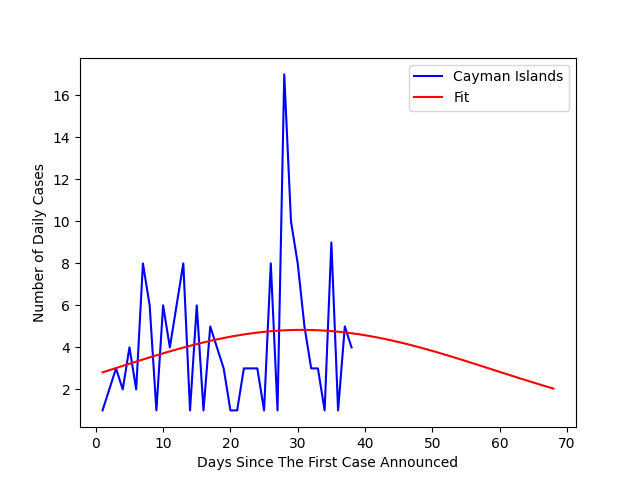 Cayman Islands
Fit
16
14
12
10
8
6
4
2
Number of Daily Cases
0 10 20 30 40 50 60 70
Days Since The First Case Announced